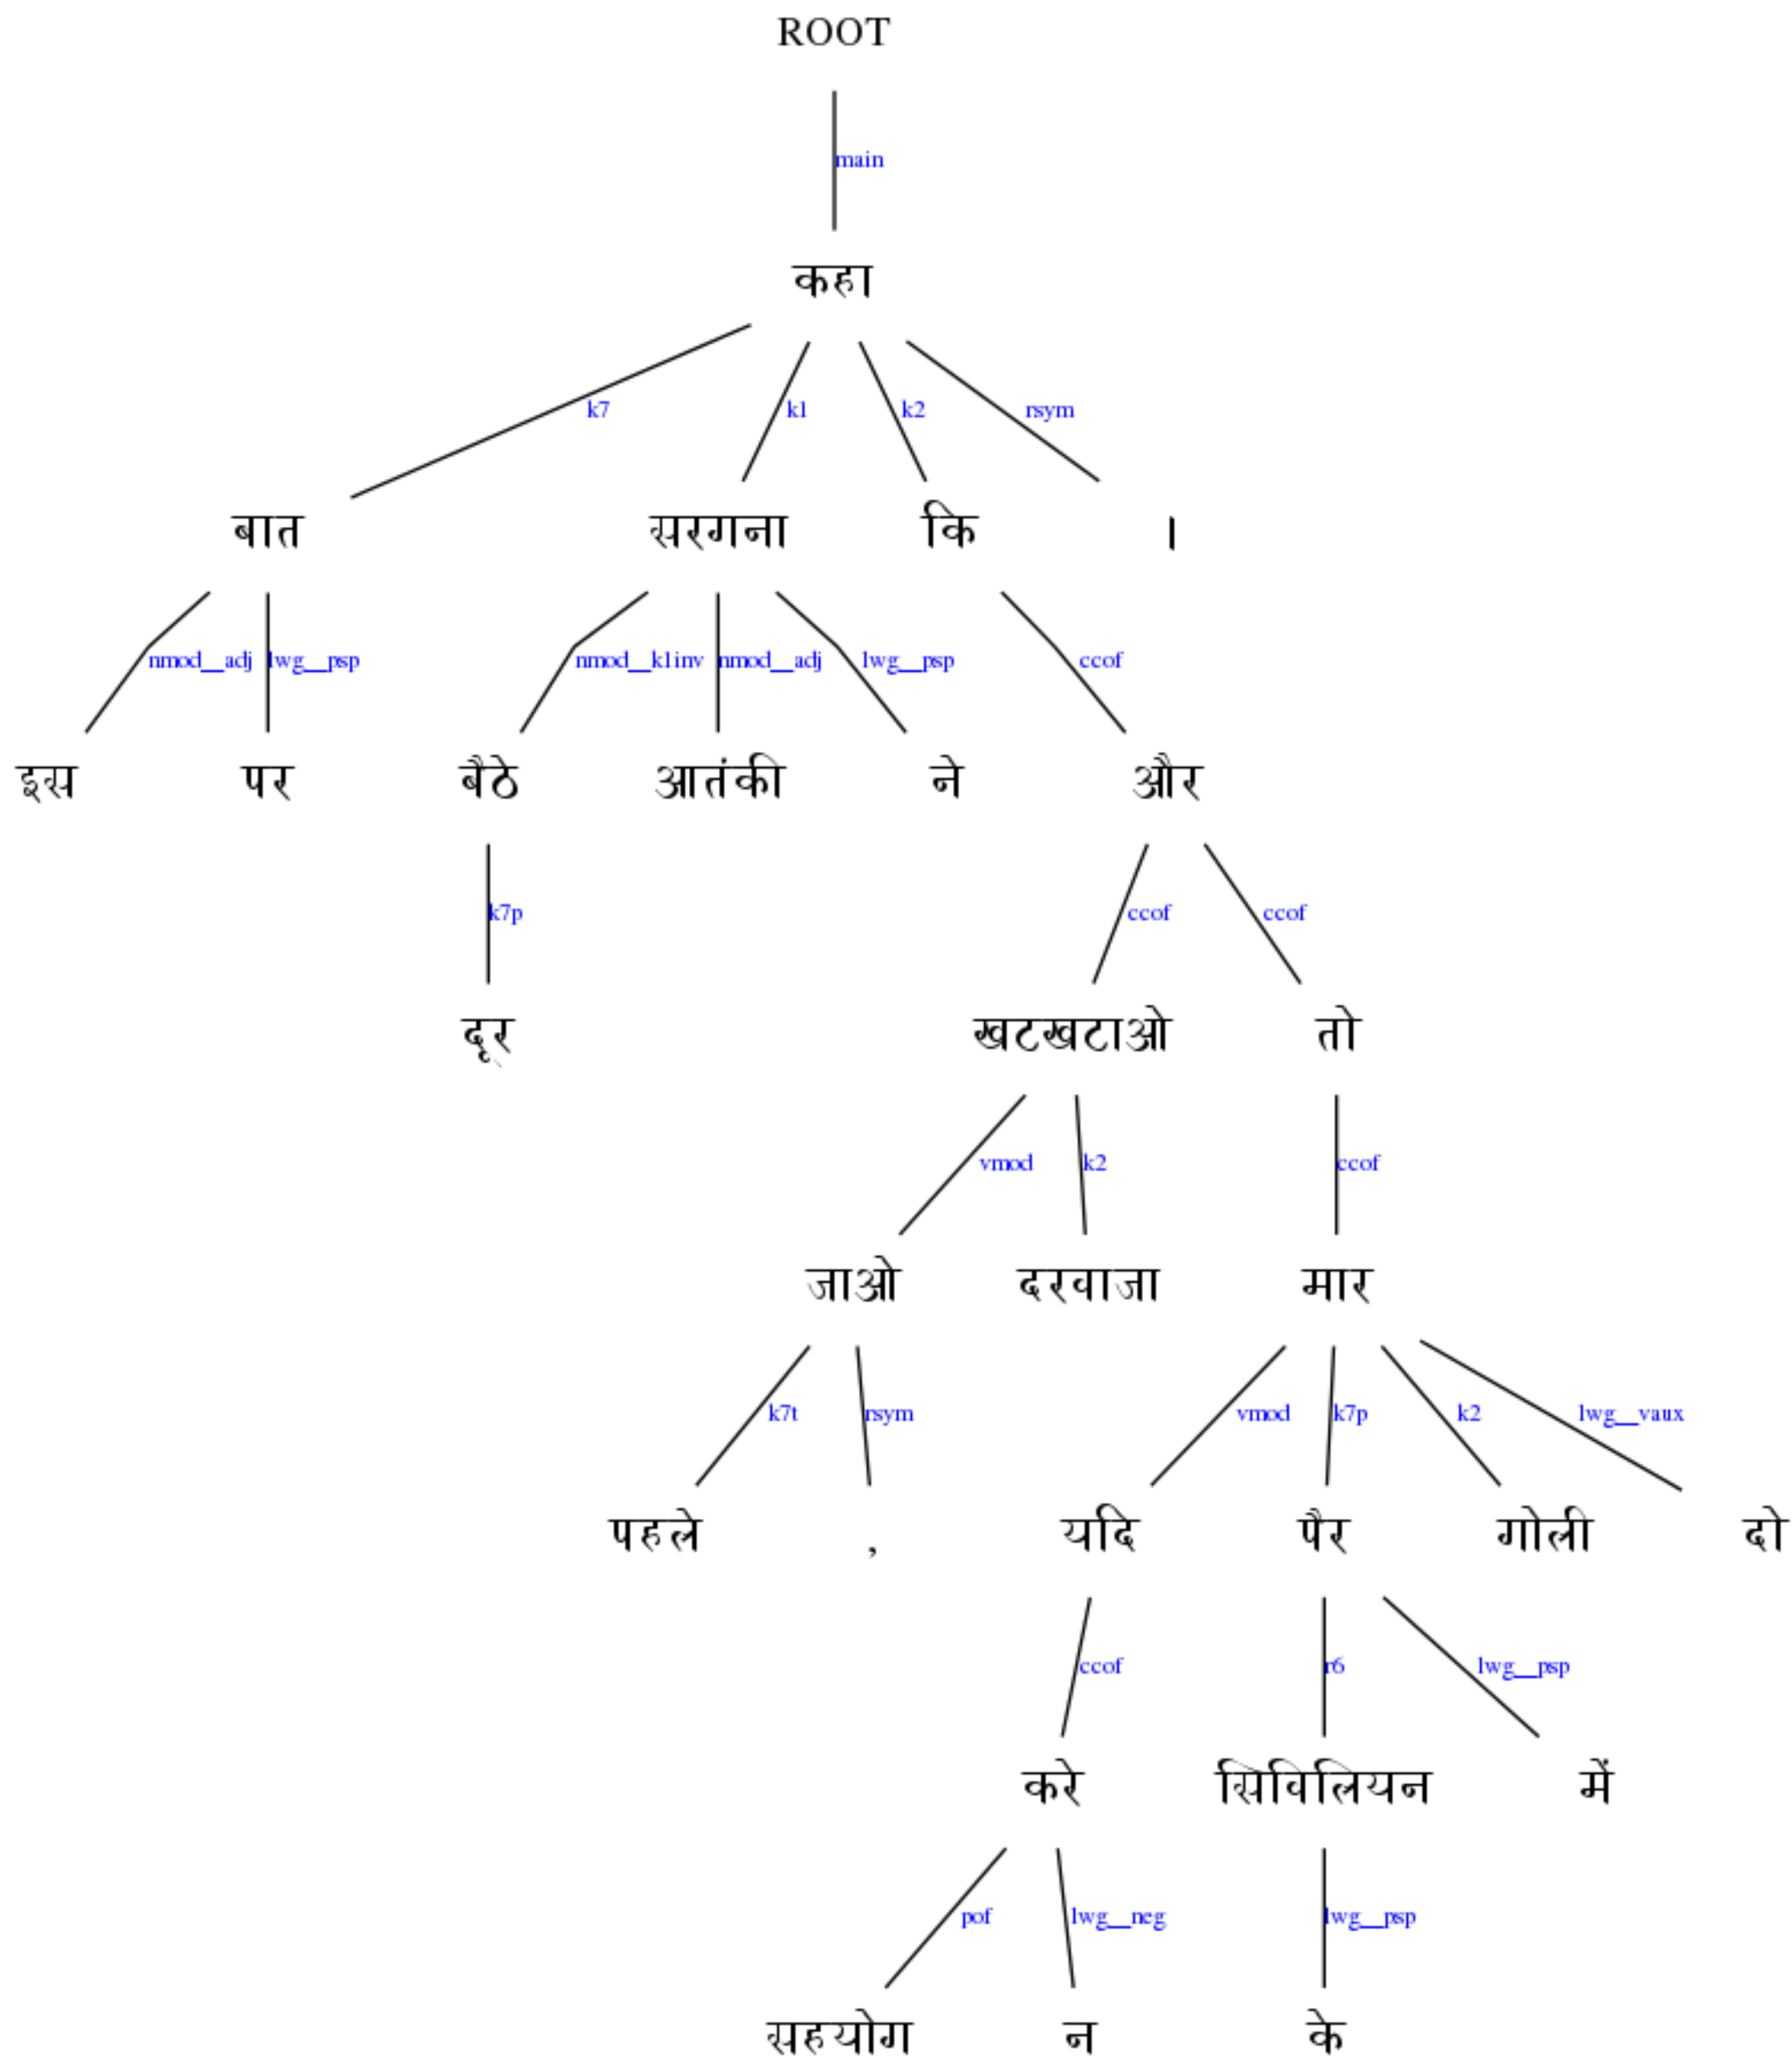 ROOT
main
कहा
k7 k1 k2 rsym
बात सरगना कि ।
nmod__adj lwg__psp nmod__k1inv nmod__adj lwg__psp ccof
इस पर बैठे आतंकी ने और
k7p ccof ccof
दूर खटखटाओ तो
vmod k2 ccof
जाओ दरवाजा मार
k7t rsym vmod k7p k2 lwg__vaux
पहले , यदि पैर गोली दो
ccof r6 lwg__psp
करे सिविलियन में
pof lwg__neg lwg__psp
सहयोग न के